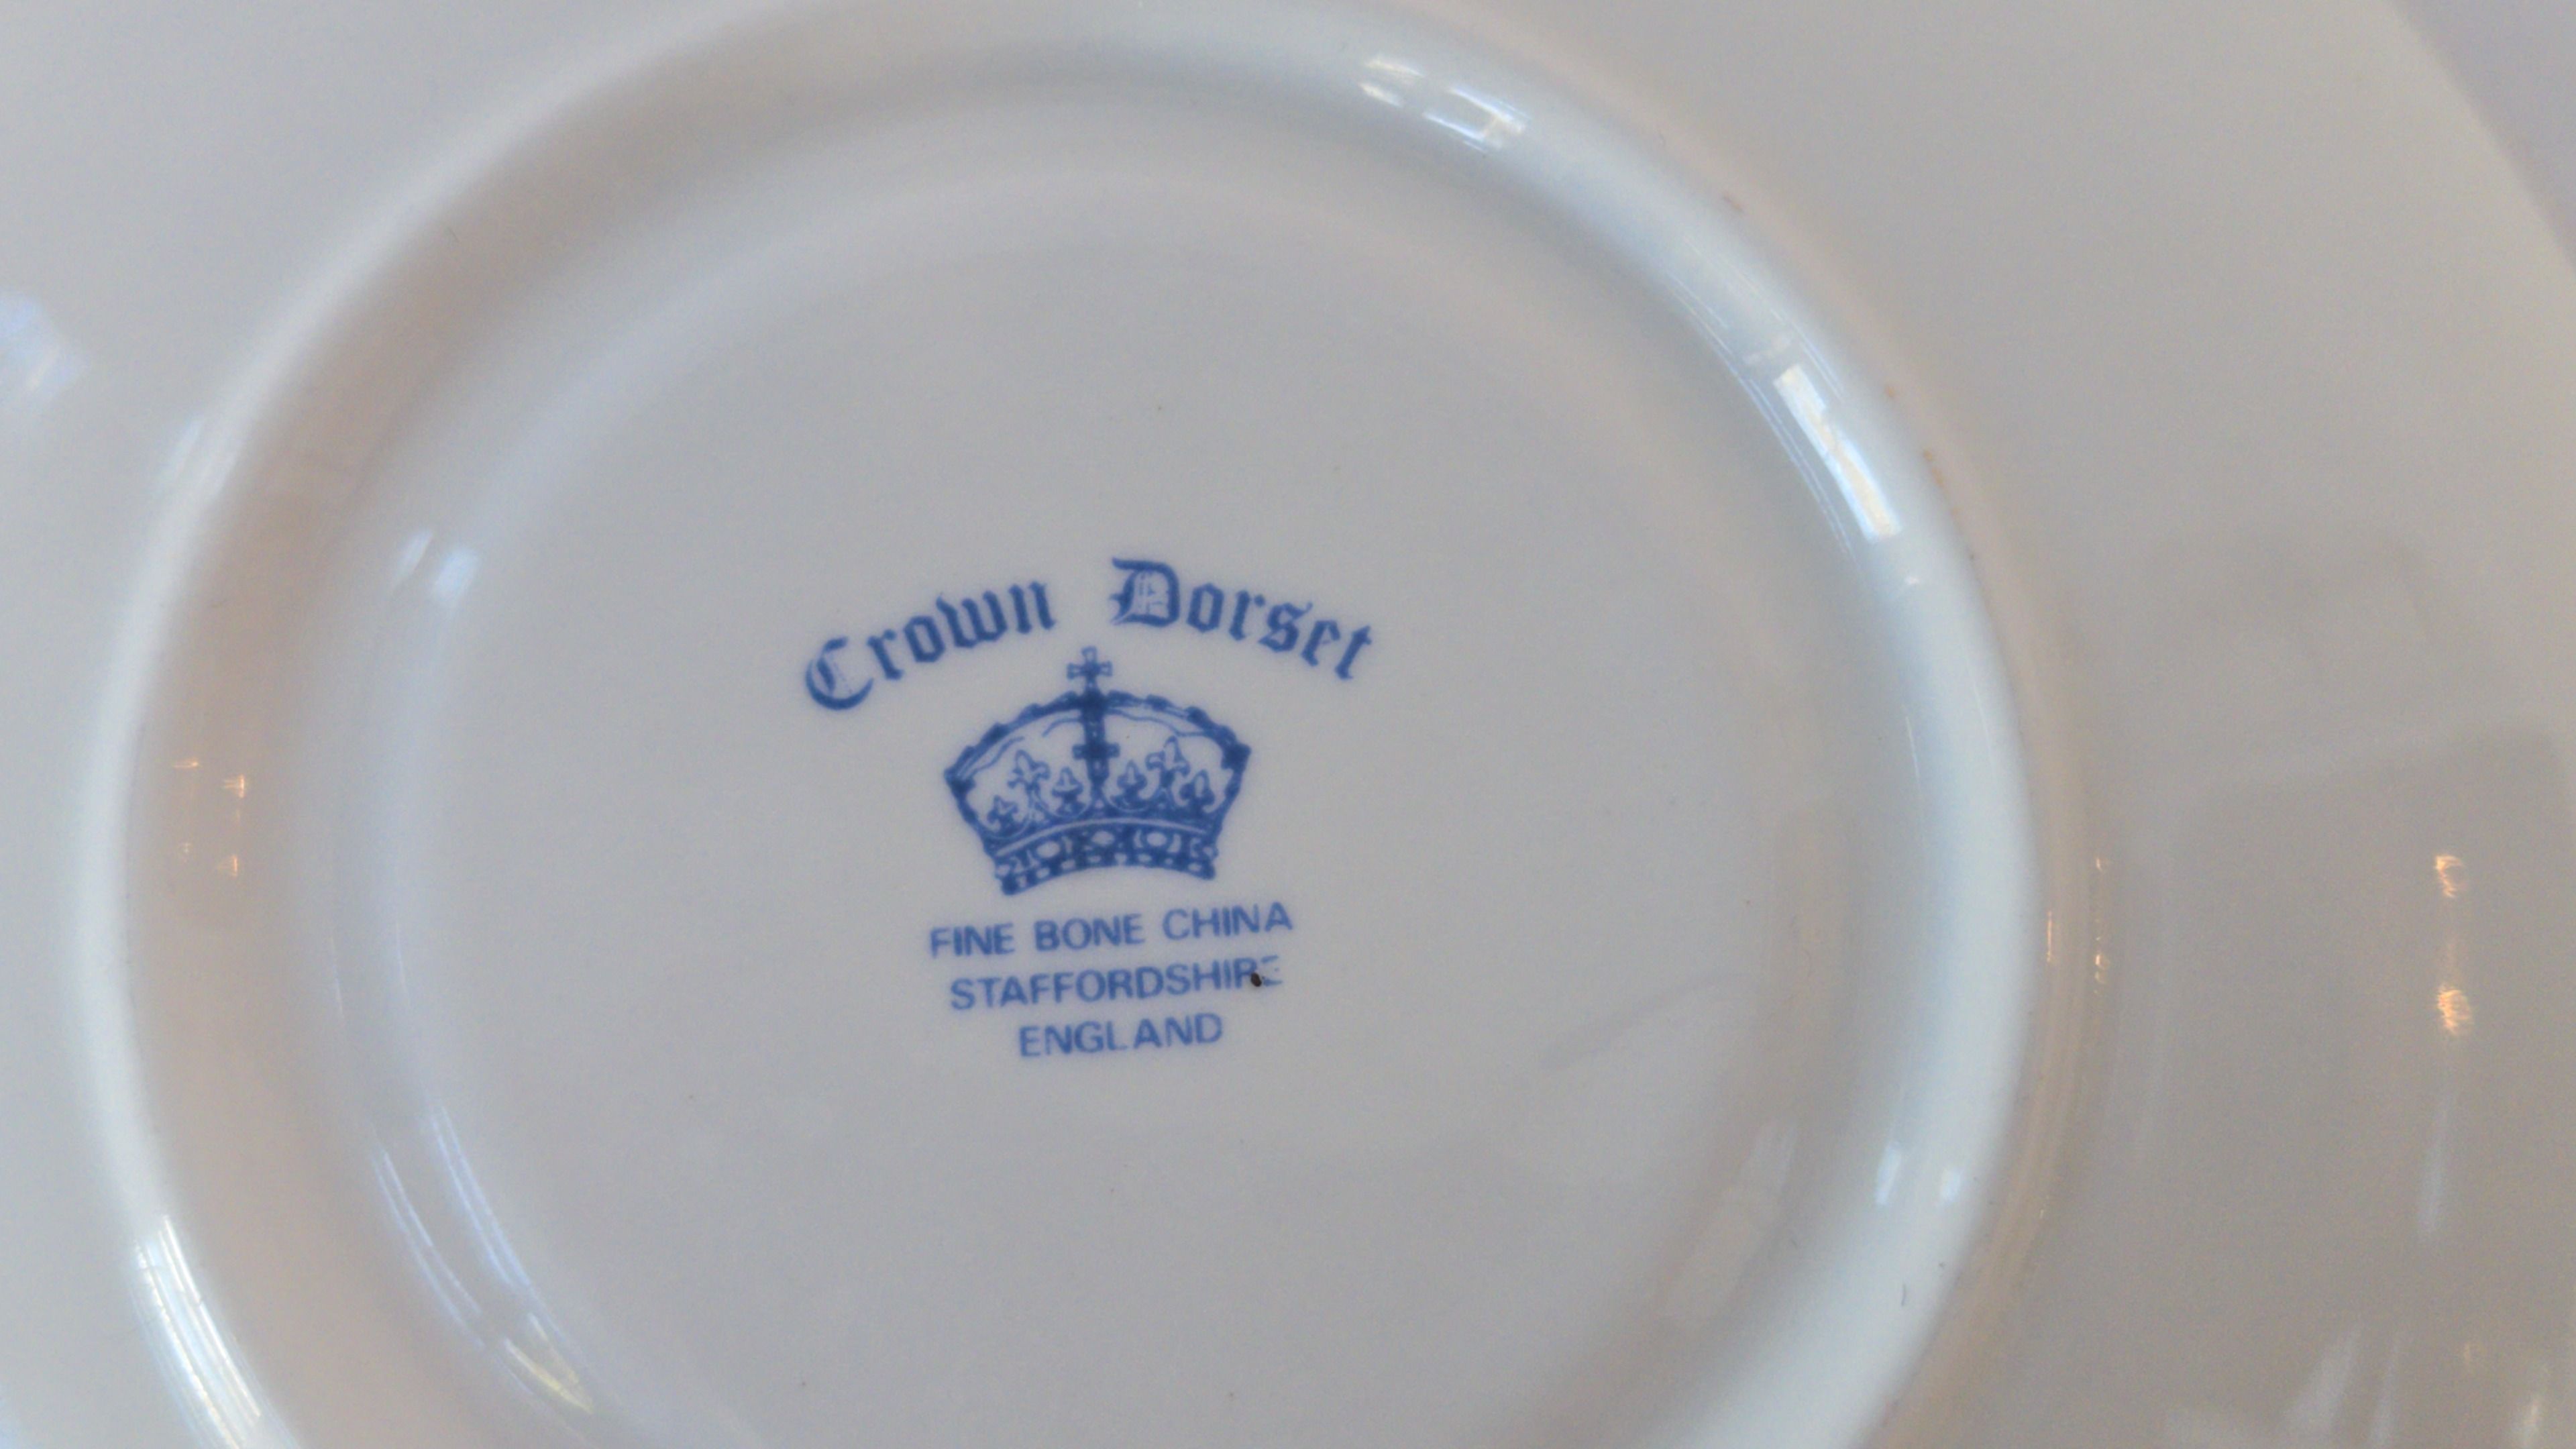 Crown Dorset
FINE BONE CHINA
STAFFORDSHIRE
ENGLAND